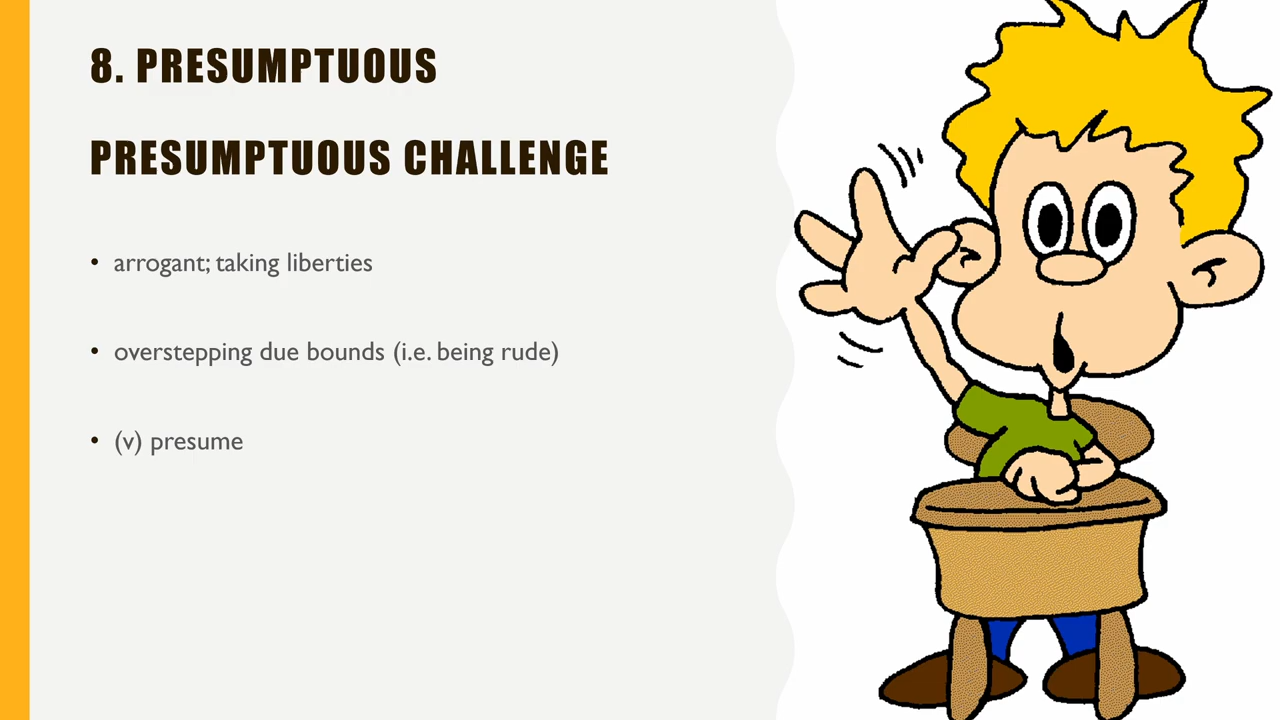 8. PRESUMPTUOUS
PRESUMPTUOUS CHALLENGE
• arrogant; taking liberties
• overstepping due bounds (i.e. being rude)
• (v) presume